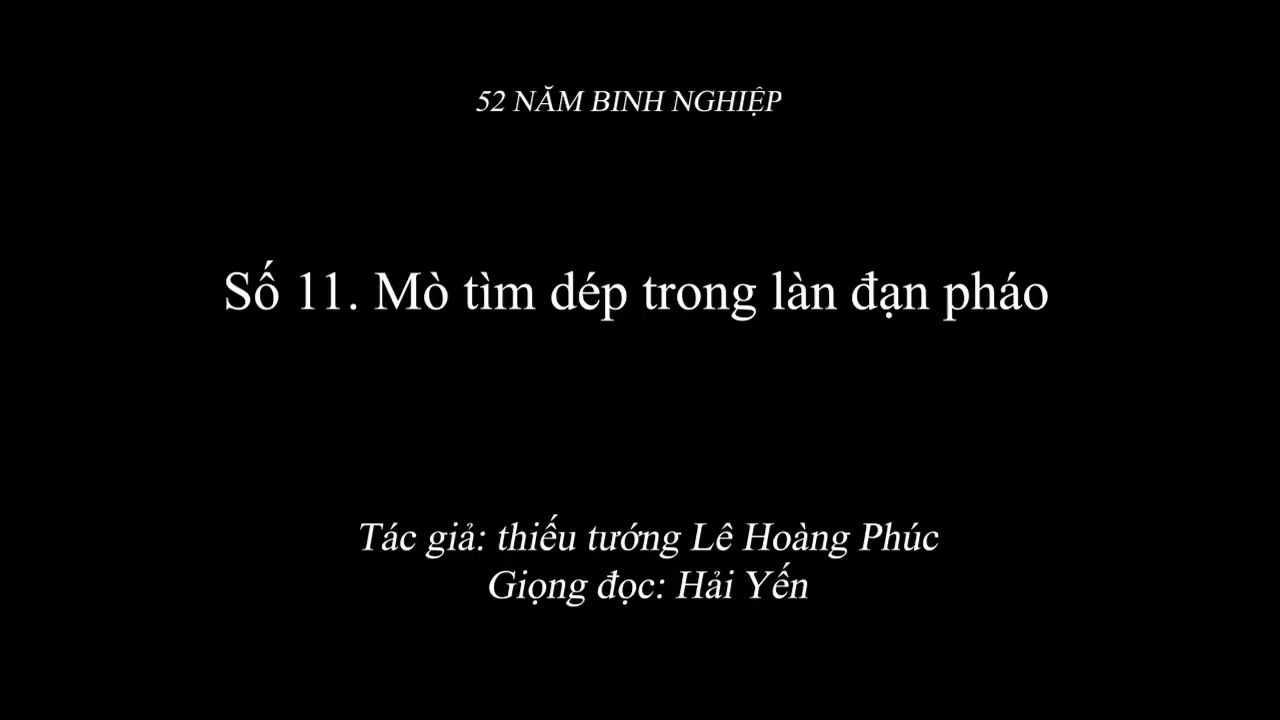 52 NĂM BINH NGHIỆP
Số 11. Mò tìm dép trong làn đạn pháo
Tác giả: thiếu tướng Lê Hoàng Phúc
Giọng đọc: Hải Yến